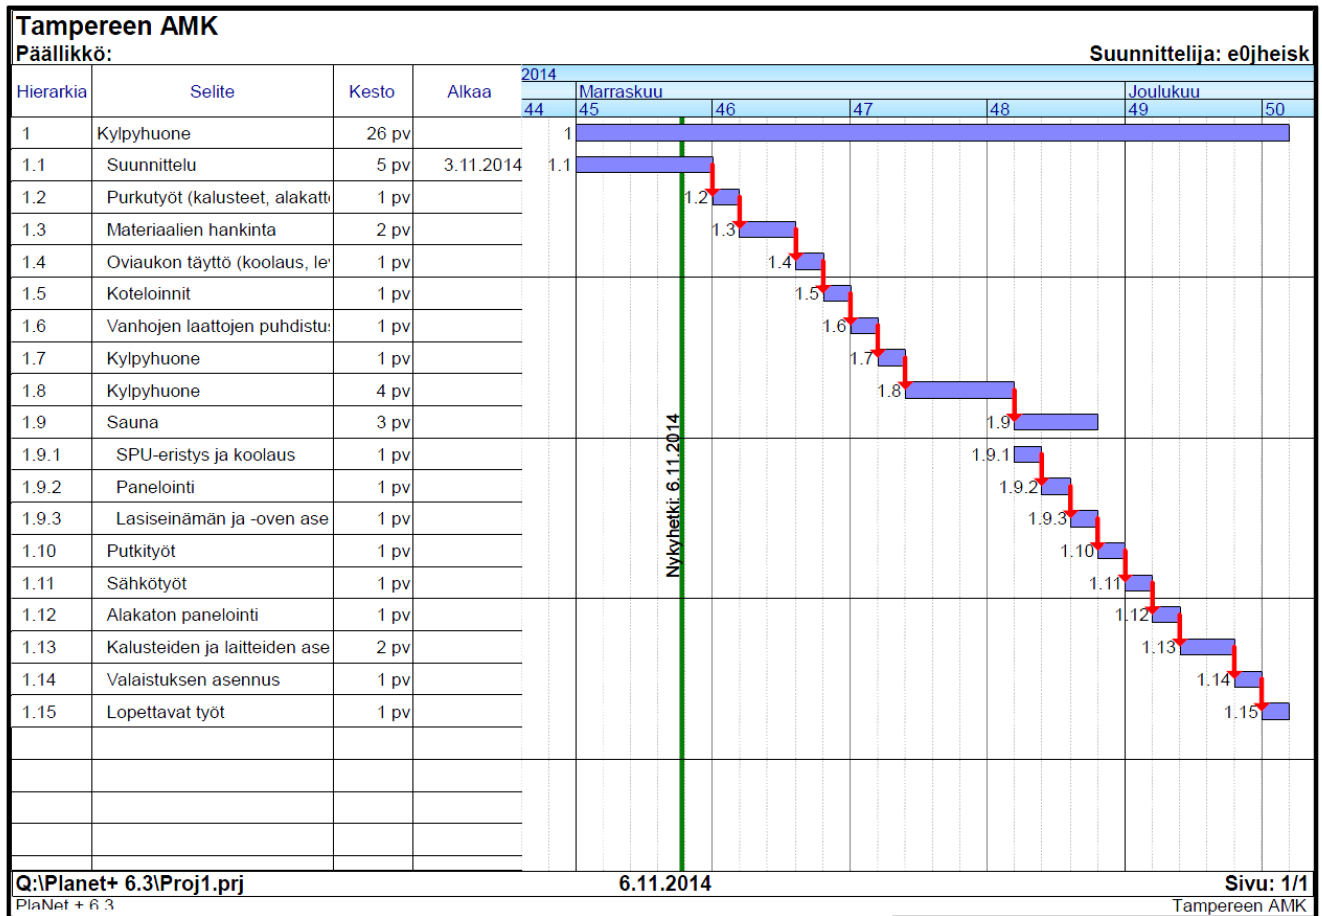 Tampereen AMK
Päällikkö: Suunnittelija: e0jheisk
Hierarkia Selite Kesto Alkaa
2014
Marraskuu Joulukuu
44 45 46 47 48 49 50
1 Kylpyhuone 26 pv 1
1.1 Suunnittelu 5 pv 3.11.2014 1.1
1.2 Purkutyöt (kalusteet, 1 pv 1.2
1.3 Materiaalien hankinta 2 pv 1.3
1.4 Oviaukon täyttö (koolaus, 1 pv 1.4
1.5 Koteloinnit 1 pv 1.5
1.6 Vanhojen laattojen 1 pv 1.6
1.7 Kylpyhuone 1 pv 1.7
1.8 Kylpyhuone 4 pv 1.8
1.9 Sauna 3 pv 1.9
1.9.1 SPU-eristys ja koolaus 1 pv 1.9.1
1.9.2 Panelointi 1 pv 1.9.2
1.9.3 Lasiseinämän ja -oven ase 1 pv 1.9.3
1.10 Putkityöt 1 pv 1.10
1.11 Sähkötyöt 1 pv 1.11
1.12 Alakaton panelointi 1 pv 1.12
1.13 Kalusteiden ja laitteiden ase 2 pv 1.13
1.14 Valaistuksen asennus 1 pv 1.14
1.15 Lopettavat työt 1 pv 1.15
Nykyhetki: 6.11.2014
Q:\Planet+ 6.3\Proj1.prj 6.11.2014 Sivu: 1/1
PlaNet + 6.3 Tampereen AMK